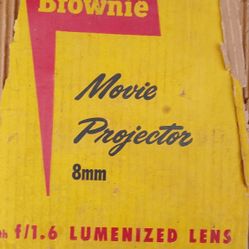 Brownie
Movie
Projector
8mm
f/1.6 LUMENIZED LENS